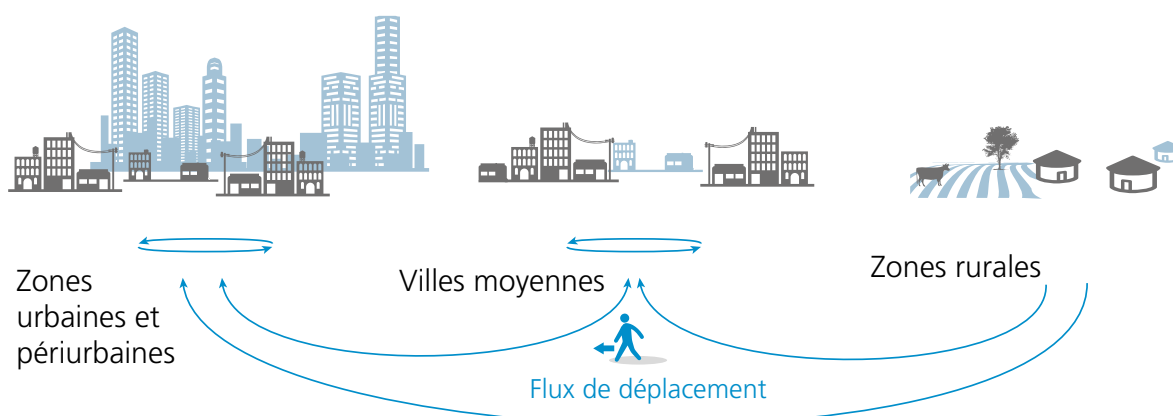 Zones
urbaines et
périurbaines
Villes moyennes
Zones rurales
Flux de déplacement